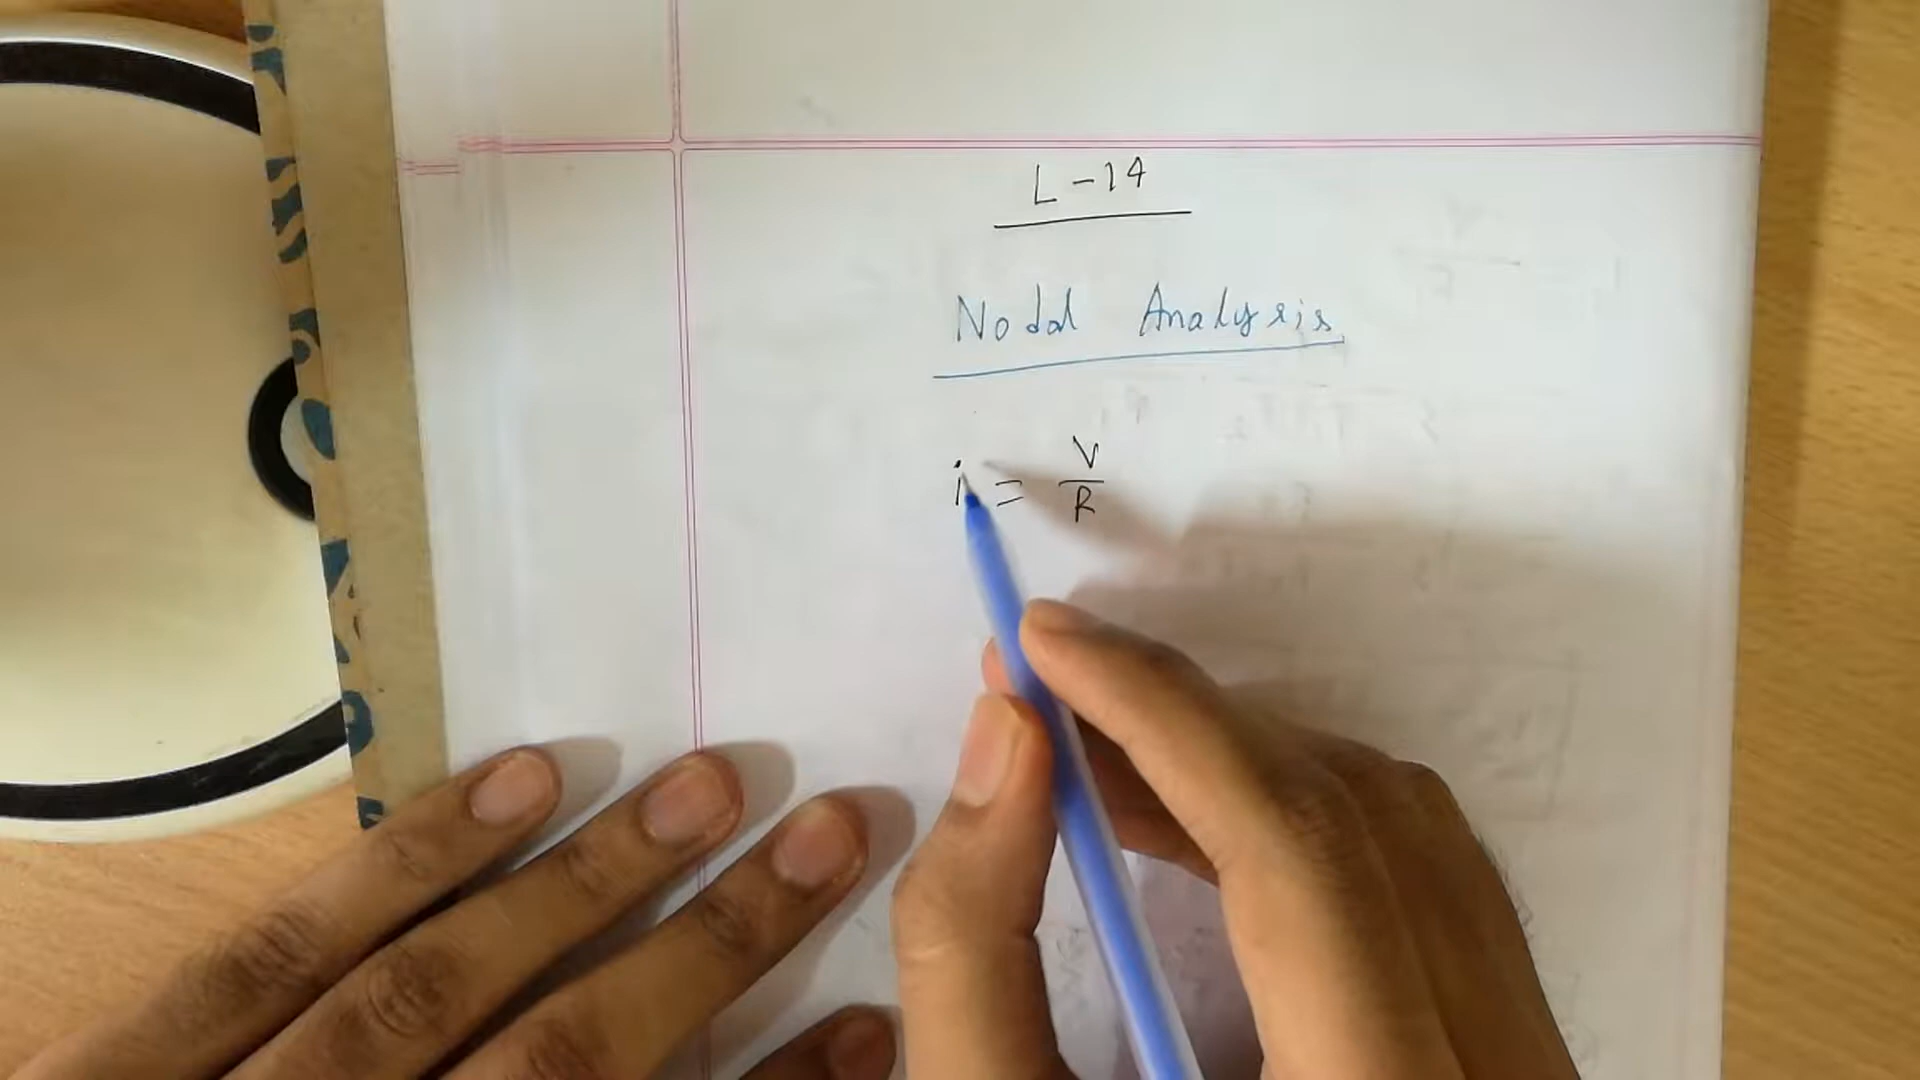 L-14
Nodal Analysis
i = V/R